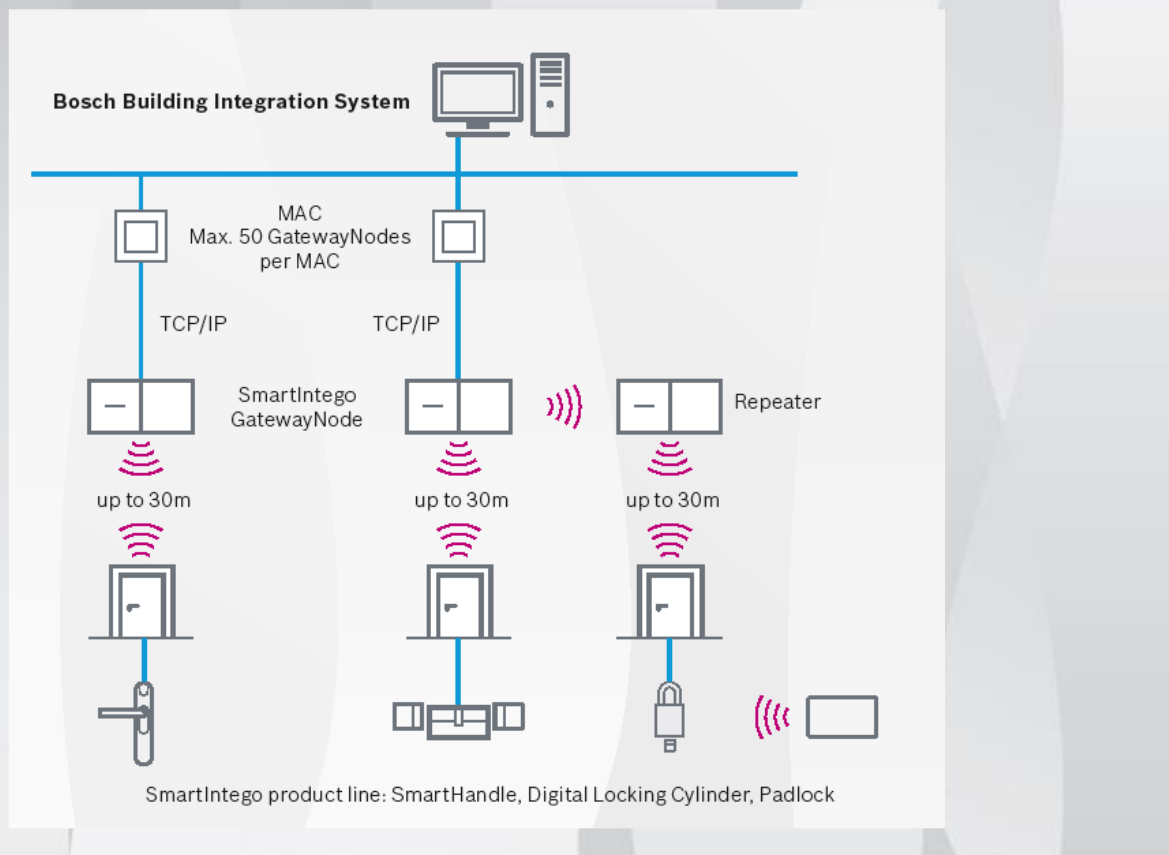 Bosch Building Integration System
MAC
Max. 50 GatewayNodes
per MAC
TCP/IP
TCP/IP
SmartIntego
GatewayNode
Repeater
up to 30m
up to 30m
up to 30m
SmartIntego product line: SmartHandle, Digital Locking Cylinder, Padlock